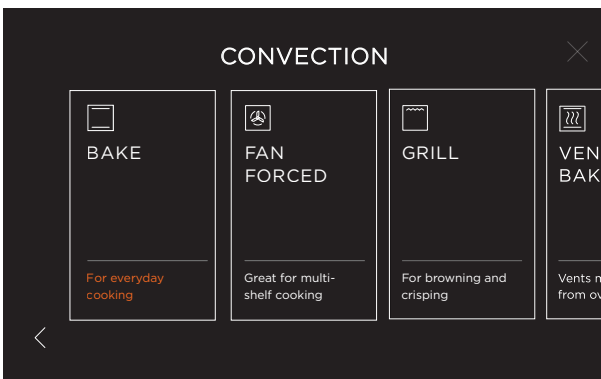 CONVECTION
BAKE
For everyday
cooking
FAN
FORCED
Great for multi-
shelf cooking
GRILL
For browning and
crisping
VEN
BAK
Vents
from